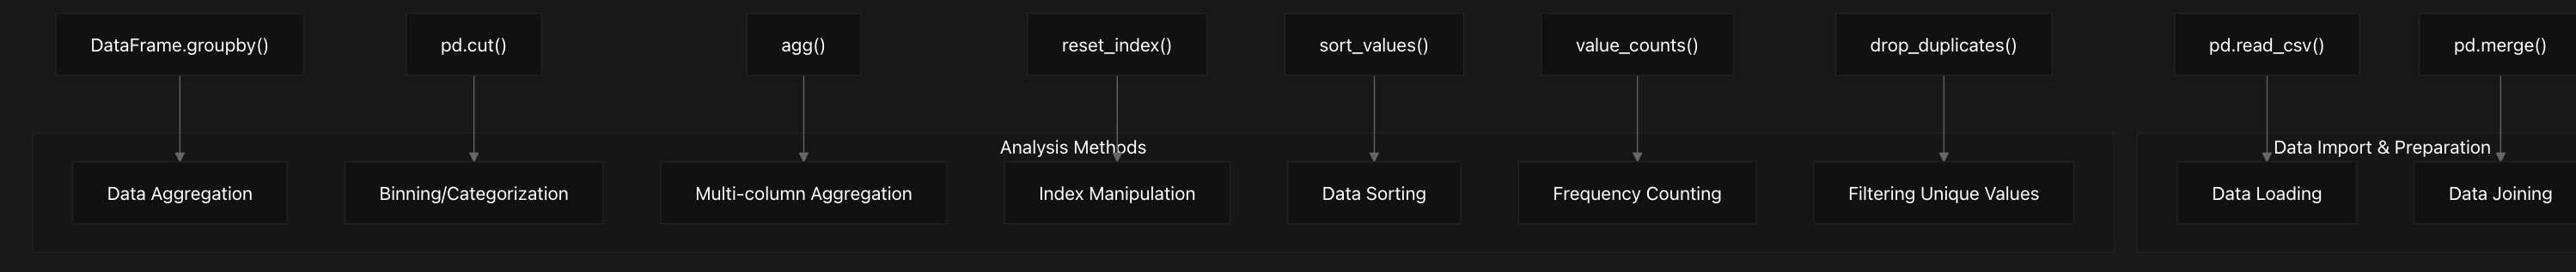 DataFrame.groupby()
pd.cut()
agg()
reset_index()
sort_values()
value_counts()
drop_duplicates()
pd.read_csv()
pd.merge()
Analysis Methods
Data Import & Preparation
Data Aggregation
Binning/Categorization
Multi-column Aggregation
Index Manipulation
Data Sorting
Frequency Counting
Filtering Unique Values
Data Loading
Data Joining